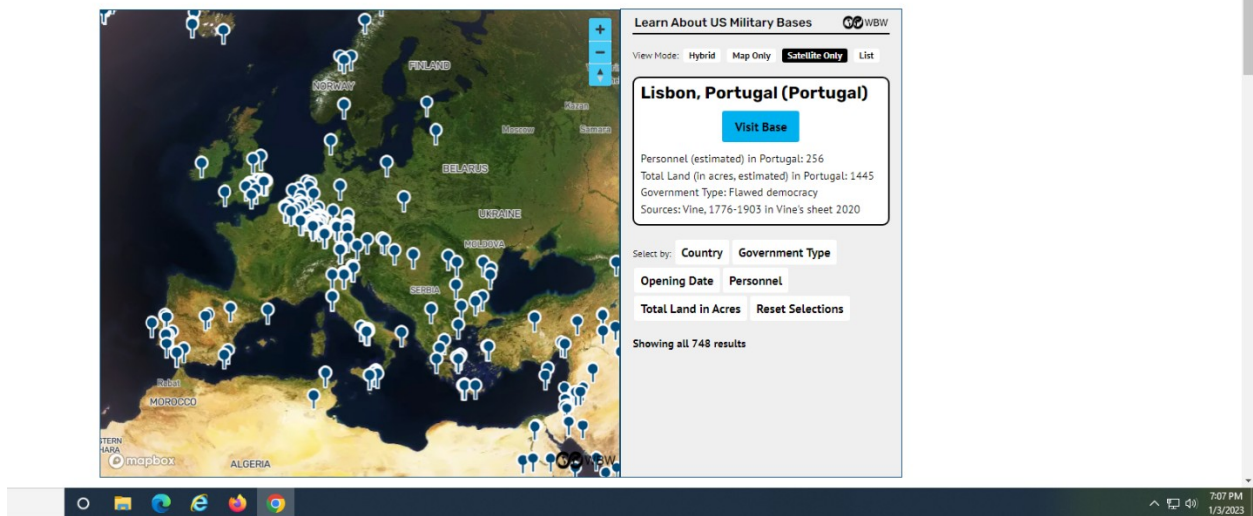 FINLAND
NORWAY
Kazan
Moscow
Samara
BELARUS
UKRAINE
MOLDOVA
SERBIA
Rabat
MOROCCO
STERN
HARA
mapbox
ALGERIA
WBW
Learn About US Military Bases WBW
View Mode: Hybrid Map Only Satellite Only List
Lisbon, Portugal (Portugal)
Visit Base
Personnel (estimated) in Portugal: 256
Total Land (in acres, estimated) in Portugal: 1445
Government Type: Flawed democracy
Sources: Vine, 1776-1903 in Vine's sheet 2020
Select by: Country Government Type
Opening Date Personnel
Total Land in Acres Reset Selections
Showing all 748 results
7:07 PM
1/3/2023